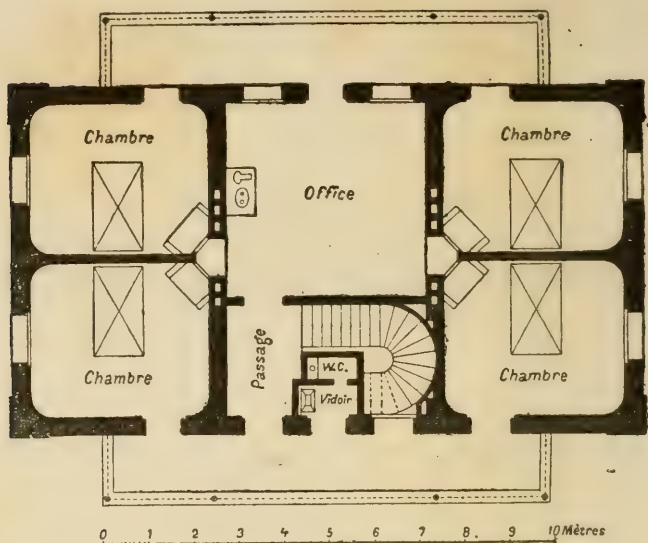 Chambre
Chambre
Office
Chambre
Chambre
Passage
W.C.
Vidoir
0 1 2 3 4 5 6 7 8 9 10 Mètres